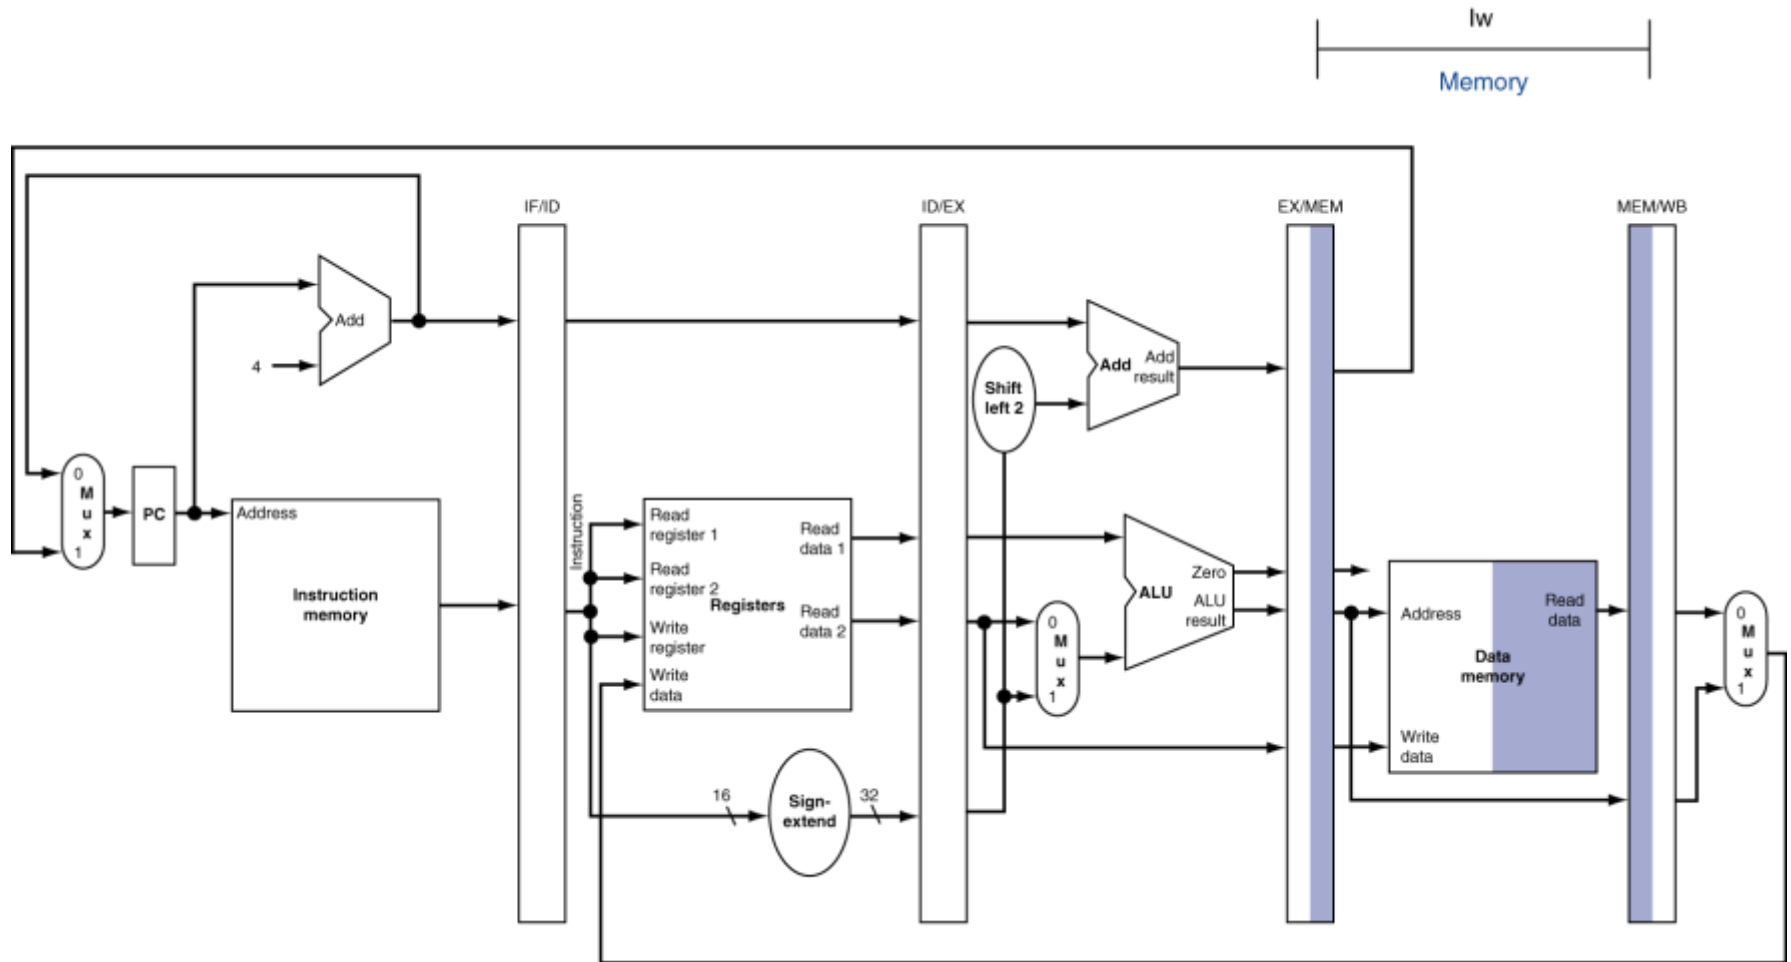 lw
Memory
IF/ID
ID/EX
EX/MEM
MEM/WB
Add
4
Shift
left 2
Add
Add
result
0
M
u
x
1
PC
Address
Instruction
memory
Instruction
Read
register 1
Read
register 2
Registers
Write
register
Write
data
Read
data 1
Read
data 2
16
Sign-
extend
32
0
M
u
x
1
ALU
Zero
ALU
result
Address
Read
data
Data
memory
Write
data
0
M
u
x
1